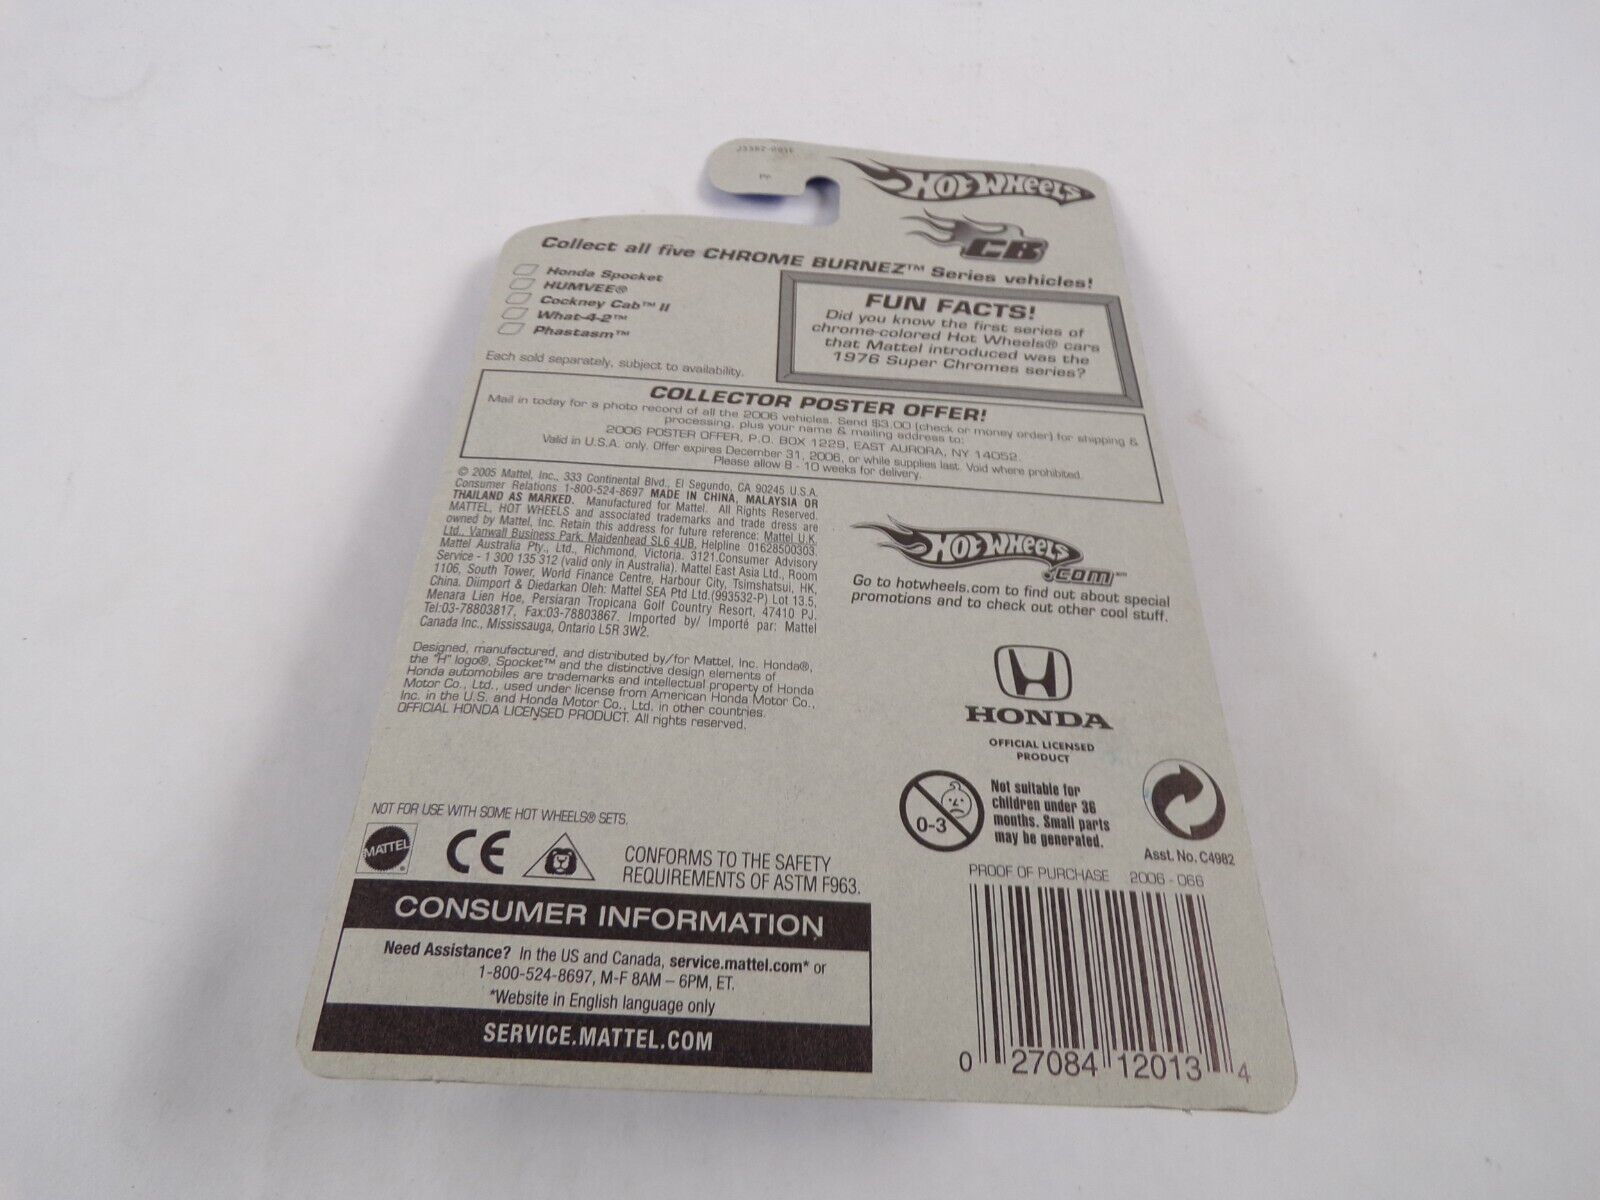 HOT WHEELS
CB
Collect all five CHROME BURNEZ™ Series vehicles!
Honda Spocket
HUMVEE®
Cockney Cab™ II
What-4-2™
Phastasm™
Each sold separately, subject to availability.
FUN FACTS!
Did you know the first series of
chrome-colored Hot Wheels® cars
that Mattel introduced was the
1976 Super Chromes series?
COLLECTOR POSTER OFFER!
Mail in today for a photo record of all the 2006 vehicles. Send $3.00 (check or money order) for shipping &
processing, plus your name & mailing address to:
2006 POSTER OFFER, P.O. BOX 1229, EAST AURORA, NY 14052.
Valid in U.S.A. only. Offer expires December 31, 2006, or while supplies last. Void where prohibited.
Please allow 8 - 10 weeks for delivery.
© 2005 Mattel, Inc., 333 Continental Blvd., El Segundo, CA 90245 U.S.A.
Consumer Relations 1-800-524-8697 MADE IN CHINA, MALAYSIA OR
THAILAND AS MARKED. Manufactured for Mattel. All Rights Reserved.
MATTEL, HOT WHEELS and associated trademarks and trade dress are
owned by Mattel, Inc. Retain this address for future reference: Mattel U.K.
Ltd., Vanwall Business Park, Maidenhead SL6 4UB. Helpline 01628500303.
Mattel Australia Pty., Ltd., Richmond, Victoria. 3121 Consumer Advisory
Service - 1 300 135 312 (valid only in Australia). Mattel East Asia Ltd., Room
1106, South Tower, World Finance Centre, Harbour City, Tsimshatsui, HK,
China. Diimport & Diedarkan Oleh: Mattel SEA Ptd Ltd.(993532-P) Lot 13.5,
Menara Lien Hoe, Persiaran Tropicana Golf Country Resort, 47410 PJ.
Tel:03-78803817, Fax:03-78803867. Imported by/ Importé par: Mattel
Canada Inc., Mississauga, Ontario L5R 3W2.
HOT WHEELS
.COM™
Go to hotwheels.com to find out about special
promotions and to check out other cool stuff.
Designed, manufactured, and distributed by/for Mattel, Inc. Honda®,
the "H" logo®, Spocket™ and the distinctive design elements of
Honda automobiles are trademarks and intellectual property of Honda
Motor Co., Ltd., used under license from American Honda Motor Co.,
Inc. in the U.S. and Honda Motor Co., Ltd. in other countries.
OFFICIAL HONDA LICENSED PRODUCT. All rights reserved.
HONDA
OFFICIAL LICENSED
PRODUCT
0-3
Not suitable for
children under 36
months. Small parts
may be generated.
Asst. No. C4982
NOT FOR USE WITH SOME HOT WHEELS® SETS.
MATTEL
CE
CONFORMS TO THE SAFETY
REQUIREMENTS OF ASTM F963.
PROOF OF PURCHASE 2006 - 066
CONSUMER INFORMATION
Need Assistance? In the US and Canada, service.mattel.com* or
1-800-524-8697, M-F 8AM – 6PM, ET.
*Website in English language only
SERVICE.MATTEL.COM
0 27084 12013 4